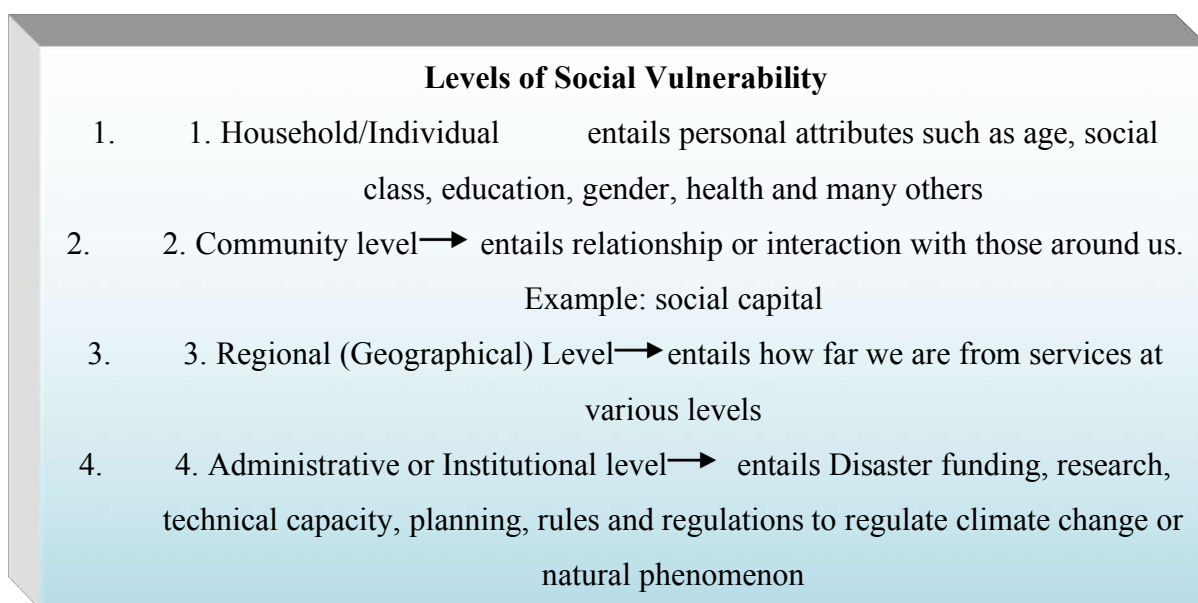 Levels of Social Vulnerability
1. 1. Household/Individual entails personal attributes such as age, social
class, education, gender, health and many others
2. 2. Community level → entails relationship or interaction with those around us.
Example: social capital
3. 3. Regional (Geographical) Level → entails how far we are from services at
various levels
4. 4. Administrative or Institutional level → entails Disaster funding, research,
technical capacity, planning, rules and regulations to regulate climate change or
natural phenomenon